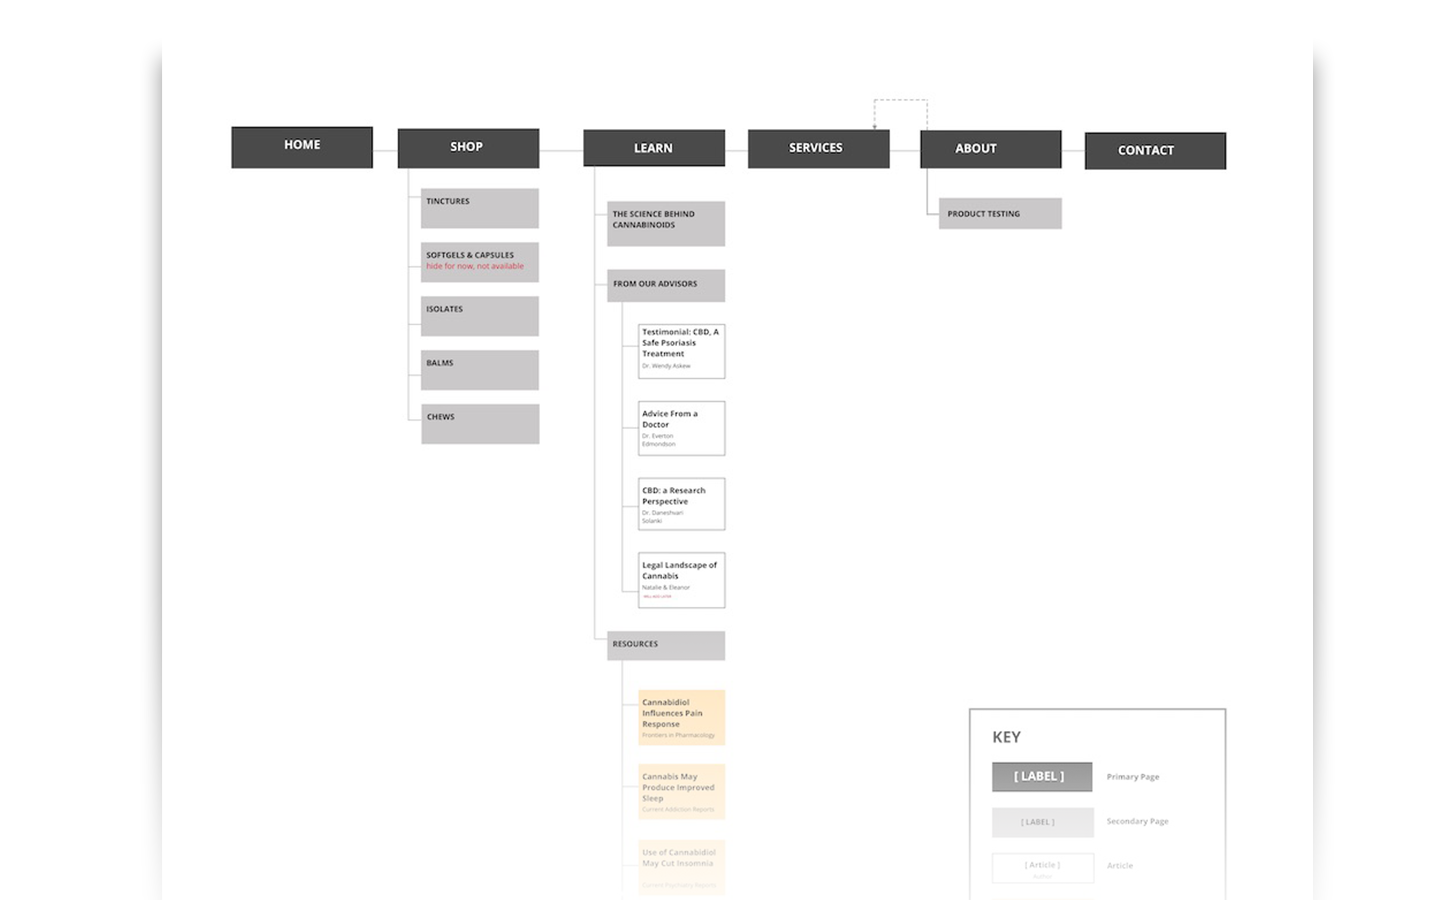 HOME
SHOP
LEARN
SERVICES
ABOUT
CONTACT
TINCTURES
SOFTGELS & CAPSULES
hide for now, not available
ISOLATES
BALMS
CHEWS
THE SCIENCE BEHIND
CANNABINOIDS
FROM OUR ADVISORS
Testimonial: CBD, A
Safe Psoriasis
Treatment
Dr. Wendy Askew
Advice From a
Doctor
Dr. Everton
Edmondson
CBD: a Research
Perspective
Dr. Daneshvari
Solanki
Legal Landscape of
Cannabis
Natalie & Eleanor
RESOURCES
Cannabidiol
Influences Pain
Response
Frontiers in Pharmacology
Cannabis May
Produce Improved
Sleep
Current Addiction Reports
Use of Cannabidiol
May Cut Insomnia
Current Psychiatry Reports
PRODUCT TESTING
KEY
[ LABEL ]
Primary Page
[ LABEL ]
Secondary Page
[ Article ]
Author
Article